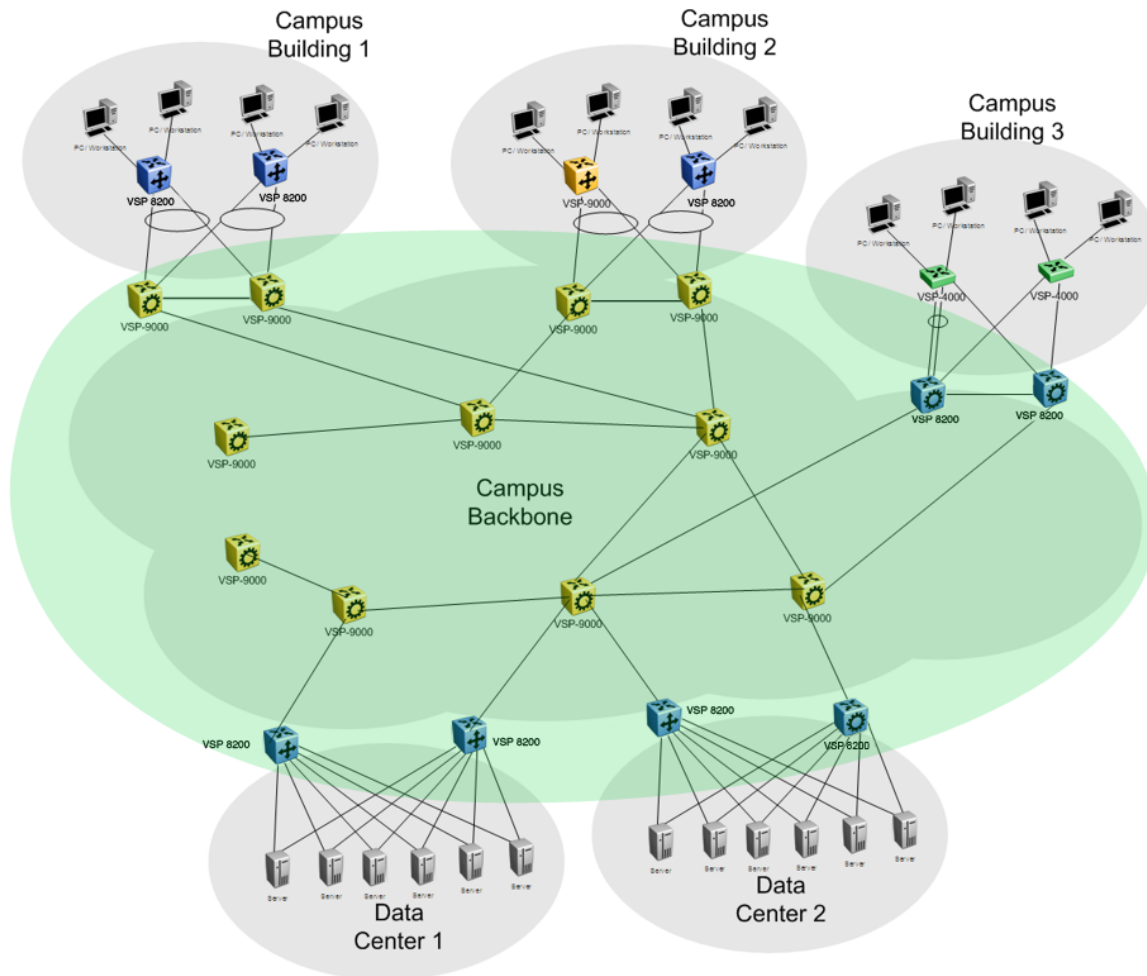 Campus
Building 1
Campus
Building 2
Campus
Building 3
PC/ Workstation
PC/ Workstation
PC/ Workstation
PC/ Workstation
VSP 8200
VSP 8200
PC/ Workstation
PC/ Workstation
PC/ Workstation
PC/ Workstation
VSP-9000
VSP 8200
PC/ Workstation
PC/ Workstation
PC/ Workstation
PC/ Workstation
VSP-4000
VSP-4000
VSP-9000
VSP-9000
VSP-9000
VSP-9000
VSP 8200
VSP 8200
VSP-9000
VSP-9000
VSP-9000
Campus
Backbone
VSP-9000
VSP-9000
VSP-9000
VSP-9000
VSP 8200
VSP 8200
VSP 8200
VSP 8200
Server
Server
Server
Server
Server
Server
Server
Server
Server
Server
Server
Server
Data
Center 1
Data
Center 2